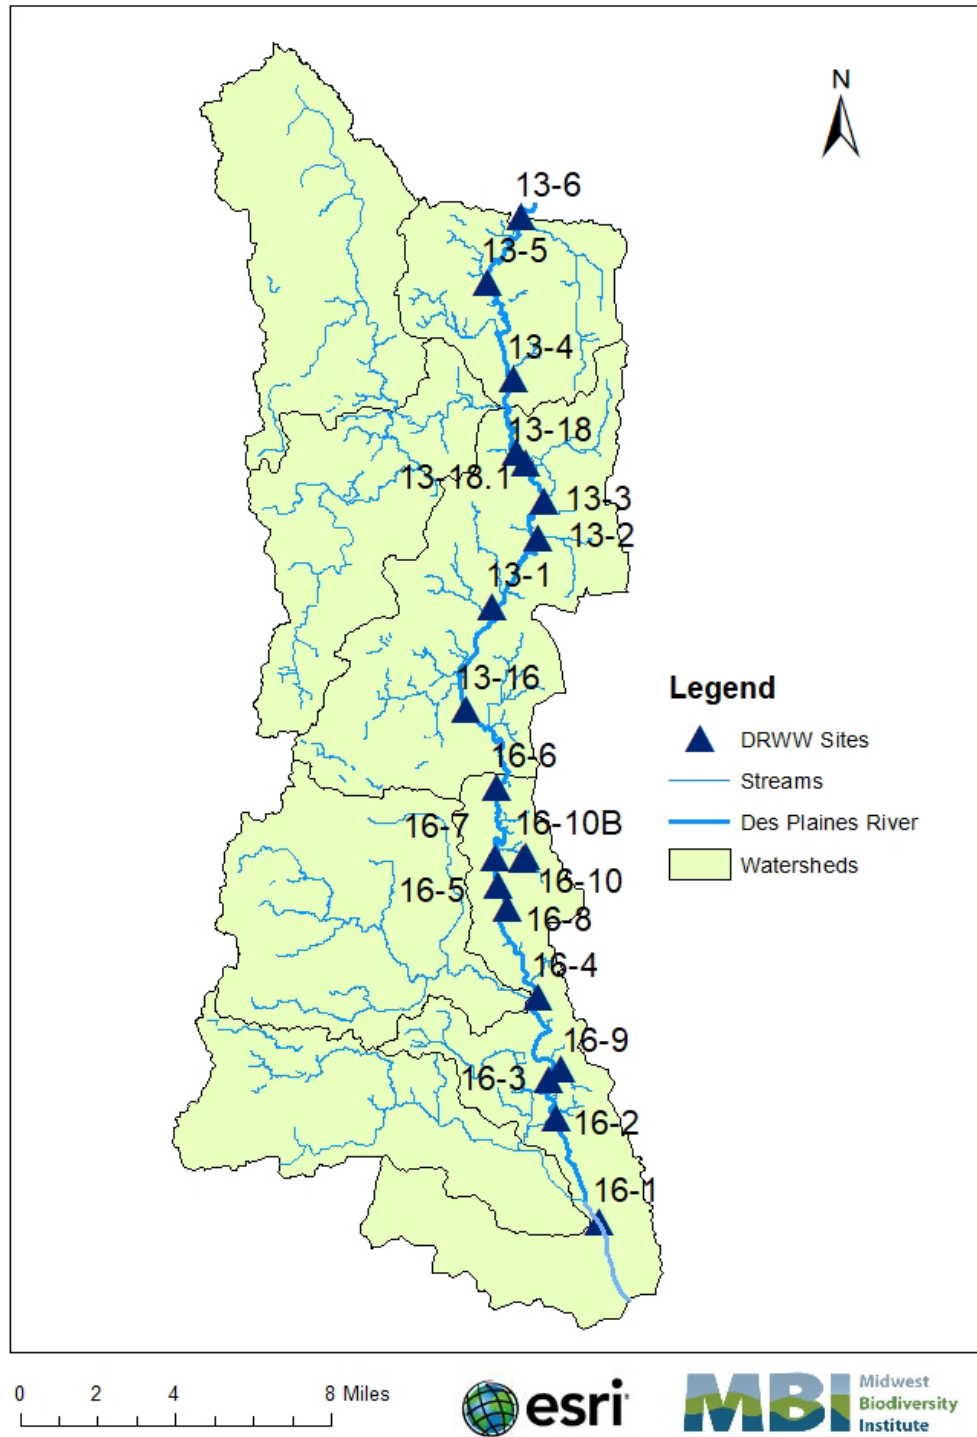 N
13-6
13-5
13-4
13-18
13-18.1
13-3
13-2
13-1
13-16
16-6
16-7
16-10B
16-5
16-10
16-8
16-4
16-9
16-3
16-2
16-1
Legend
DRWW Sites
Streams
Des Plaines River
Watersheds
0 2 4 8 Miles
esri
MBI
Midwest
Biodiversity
Institute